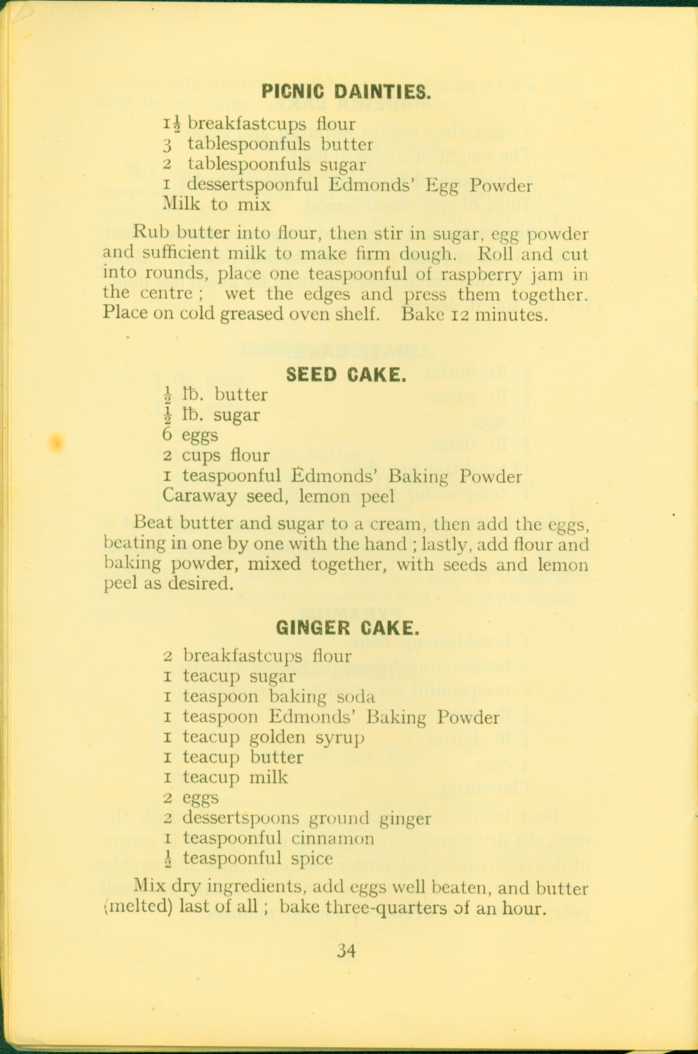 PICNIC DAINTIES.
1½ breakfastcups flour
3 tablespoonfuls butter
2 tablespoonfuls sugar
1 dessertspoonful Edmonds' Egg Powder
Milk to mix
Rub butter into flour, then stir in sugar, egg powder
and sufficient milk to make firm dough. Roll and cut
into rounds, place one teaspoonful of raspberry jam in
the centre ; wet the edges and press them together.
Place on cold greased oven shelf. Bake 12 minutes.
SEED CAKE.
½ lb. butter
½ lb. sugar
6 eggs
2 cups flour
1 teaspoonful Edmonds' Baking Powder
Caraway seed, lemon peel
Beat butter and sugar to a cream, then add the eggs,
beating in one by one with the hand ; lastly, add flour and
baking powder, mixed together, with seeds and lemon
peel as desired.
GINGER CAKE.
2 breakfastcups flour
1 teacup sugar
1 teaspoon baking soda
1 teaspoon Edmonds' Baking Powder
1 teacup golden syrup
1 teacup butter
1 teacup milk
2 eggs
2 dessertspoons ground ginger
1 teaspoonful cinnamon
½ teaspoonful spice
Mix dry ingredients, add eggs well beaten, and butter
(melted) last of all ; bake three-quarters of an hour.
34